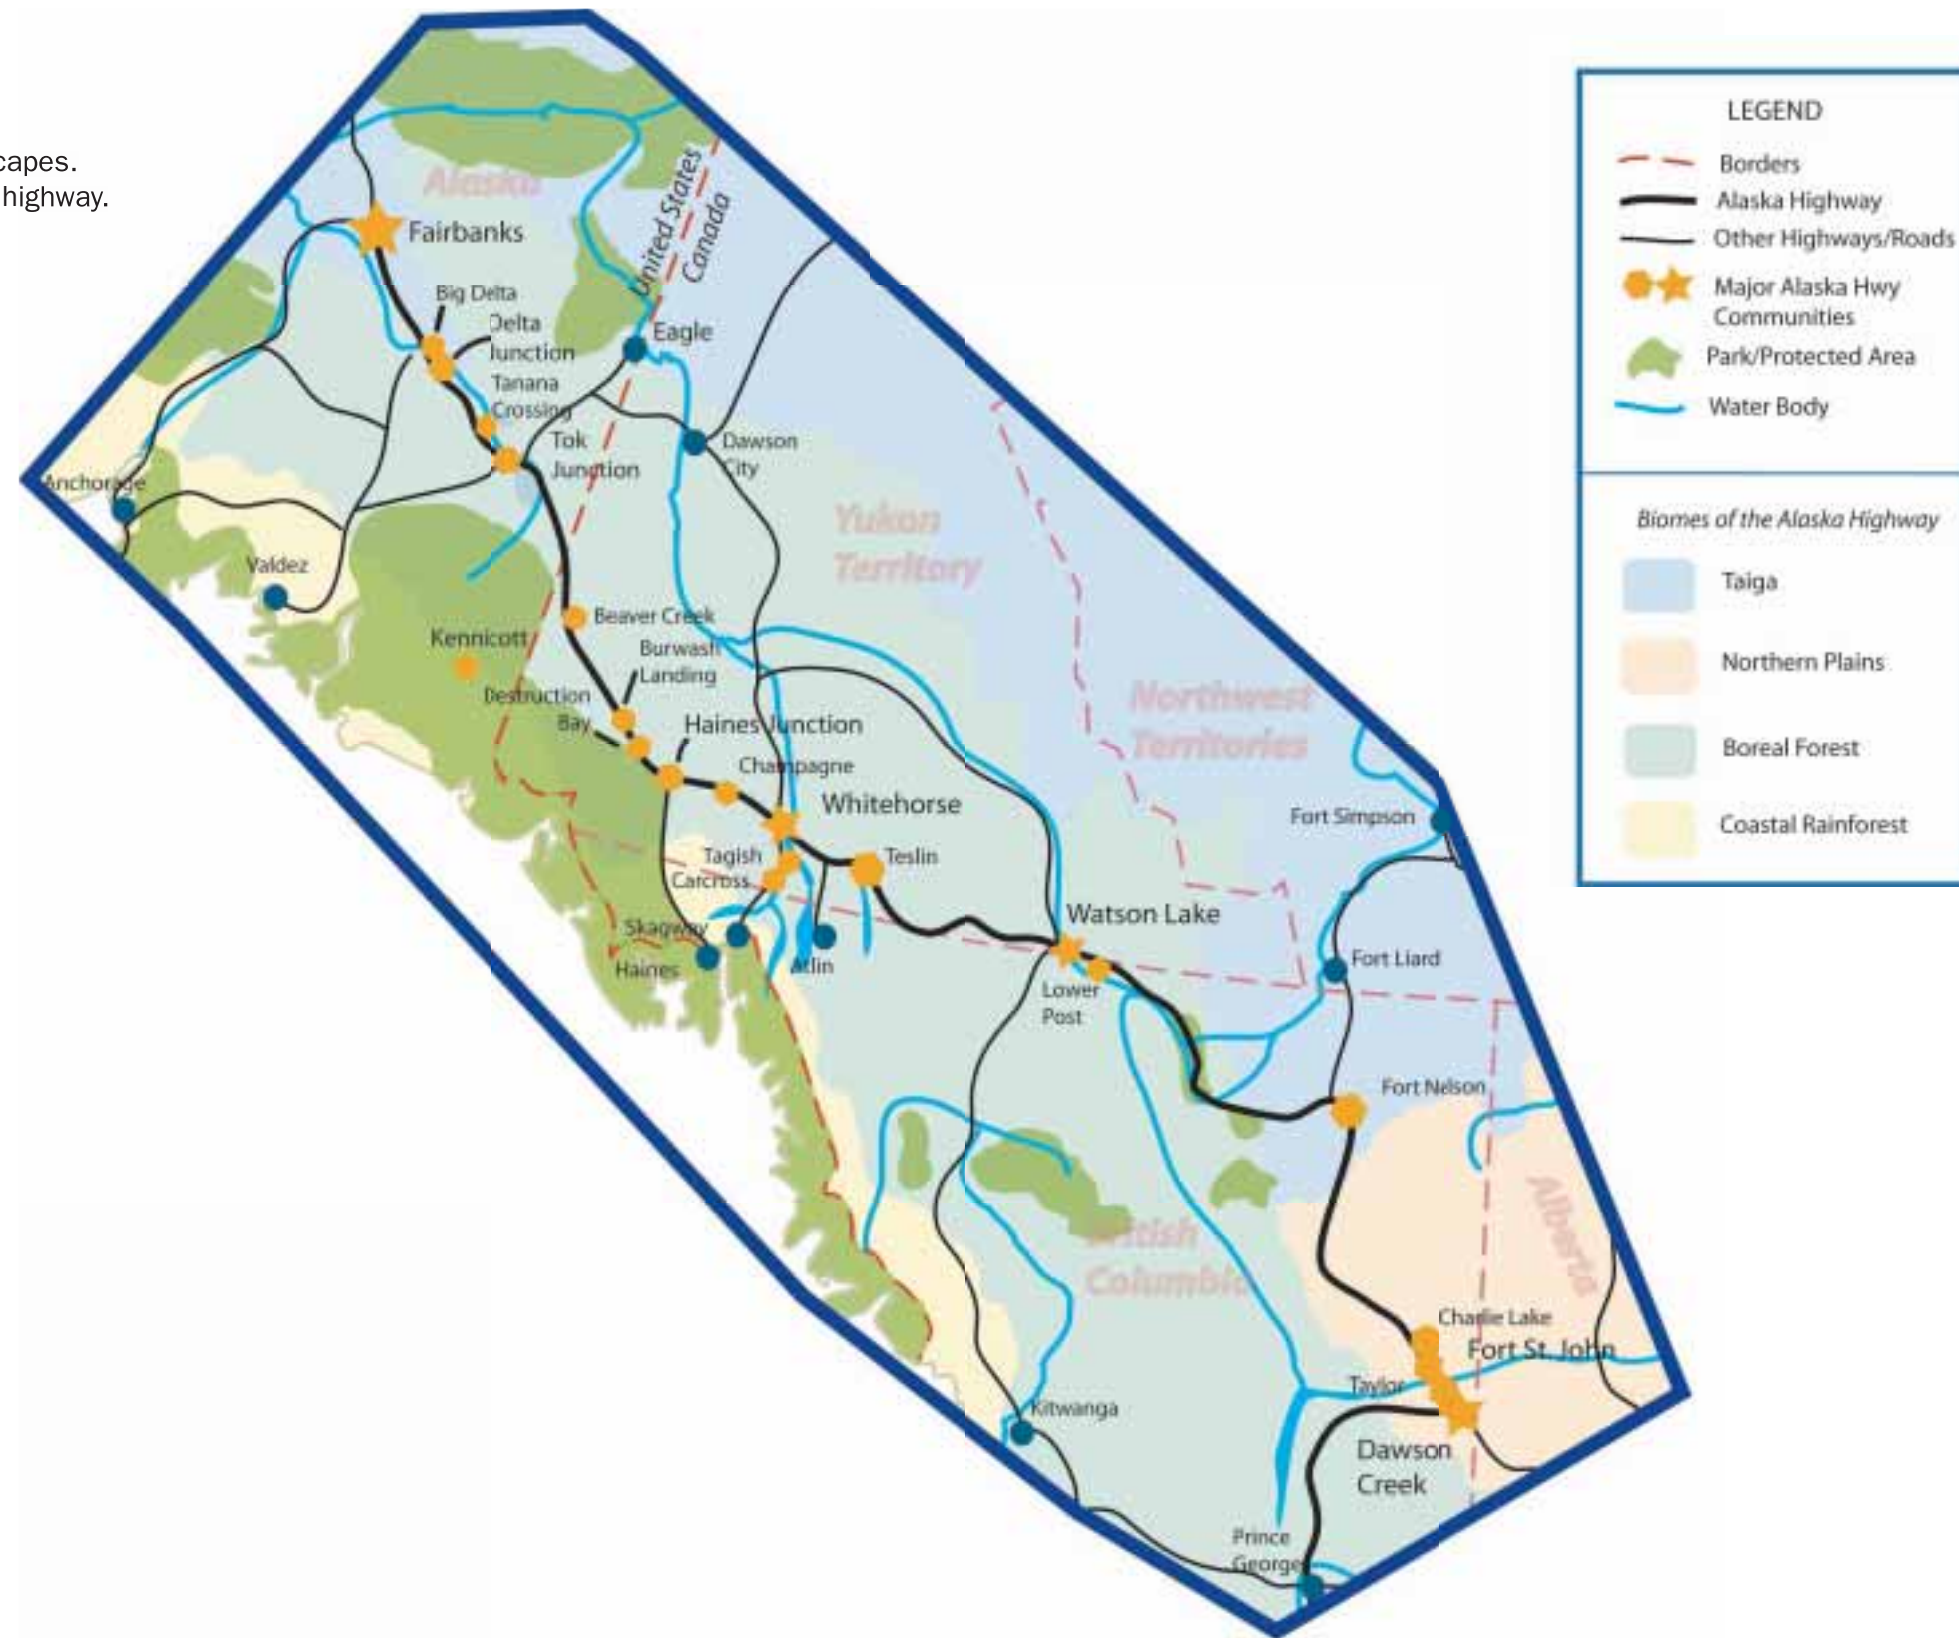 capes.
highway.
Alaska
United States
Canada
Fairbanks
Big Delta
Delta
Junction
Tanana
Crossing
Tok
Junction
Eagle
Dawson
City
Anchorage
Valdez
Kennicott
Yukon
Territory
Beaver Creek
Burwash
Landing
Destruction
Bay
Haines Junction
Champagne
Whitehorse
Tagish
Carcross
Teslin
Skagway
Haines
Atlin
Northwest
Territories
Fort Simpson
Watson Lake
Lower
Post
Fort Liard
Fort Nelson
British
Columbia
Alberta
Charlie Lake
Fort St. John
Taylor
Dawson
Creek
Kitwanga
Prince
George
LEGEND
Borders
Alaska Highway
Other Highways/Roads
Major Alaska Hwy
Communities
Park/Protected Area
Water Body
Biomes of the Alaska Highway
Taiga
Northern Plains
Boreal Forest
Coastal Rainforest